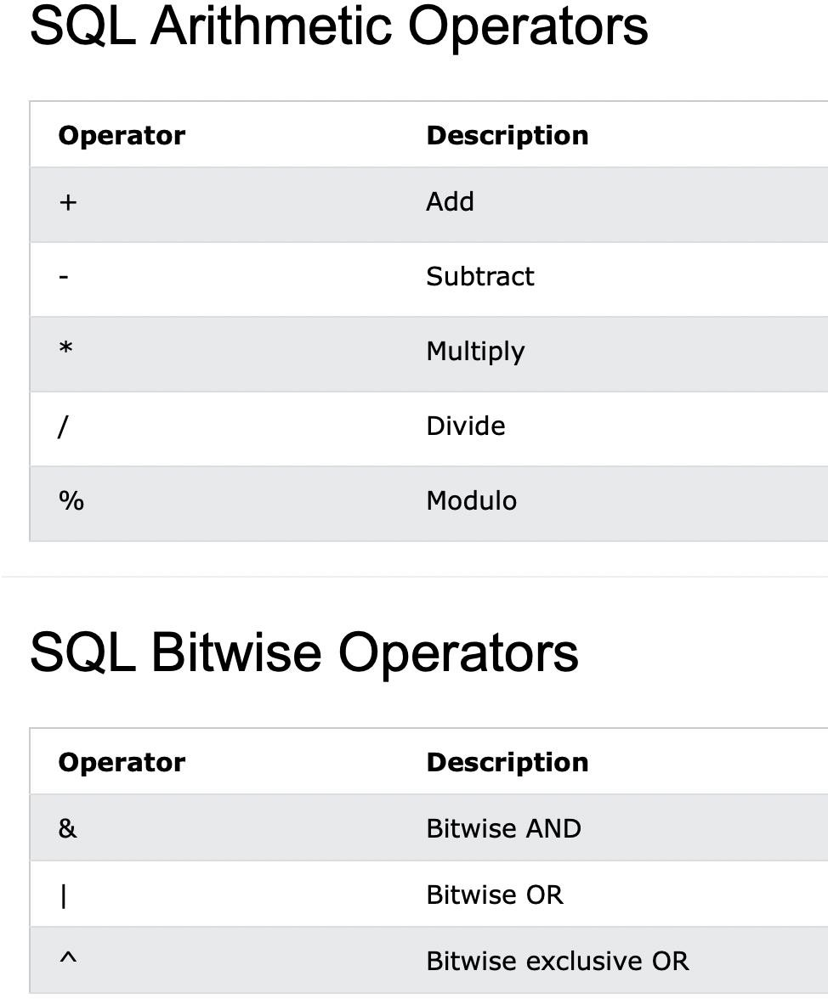 SQL Arithmetic Operators
Operator Description
+ Add
- Subtract
* Multiply
/ Divide
% Modulo
SQL Bitwise Operators
Operator Description
& Bitwise AND
| Bitwise OR
^ Bitwise exclusive OR